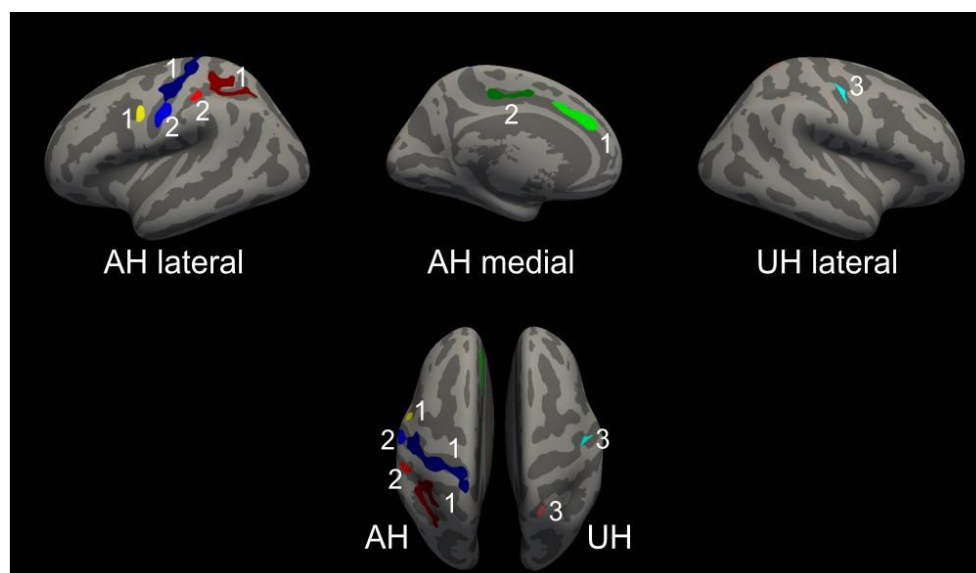 1 1
1 2 2
2 1
3
AH lateral AH medial UH lateral
1
2 1 3
2 1 3
AH UH